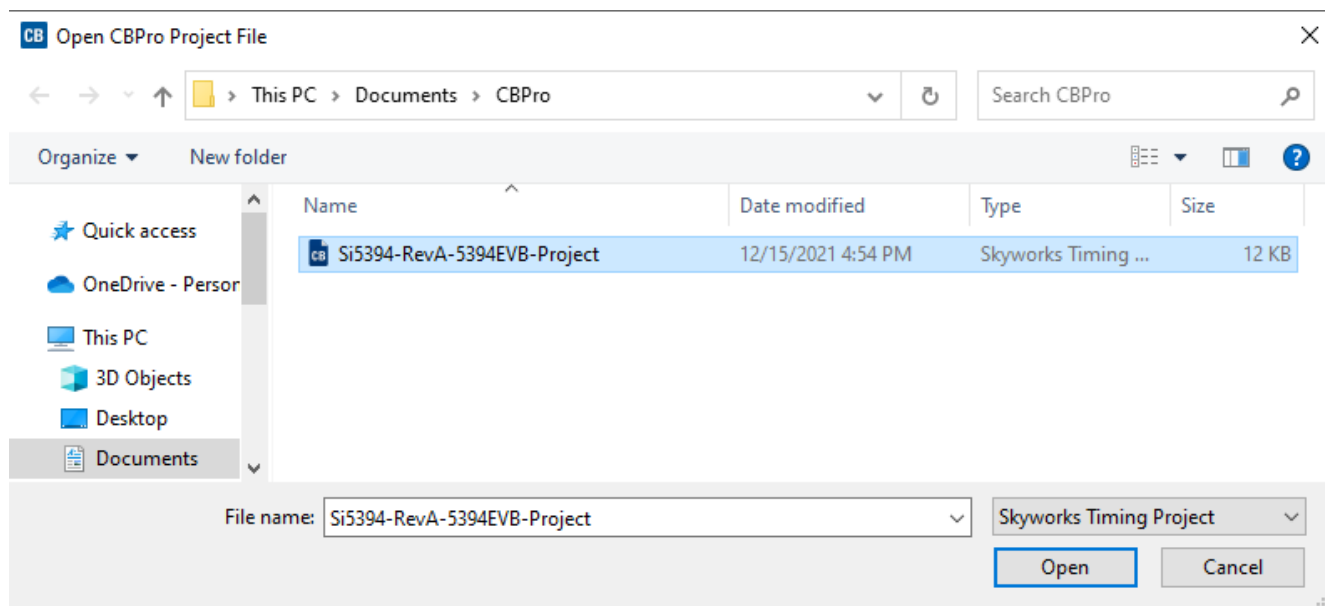 CB Open CBPro Project File
This PC > Documents > CBPro
Search CBPro
Organize New folder
?
Name Date modified Type Size
Quick access
CB Si5394-RevA-5394EVB-Project 12/15/2021 4:54 PM Skyworks Timing ... 12 KB
OneDrive - Person
This PC
3D Objects
Desktop
Documents
File name: Si5394-RevA-5394EVB-Project Skyworks Timing Project
Open Cancel